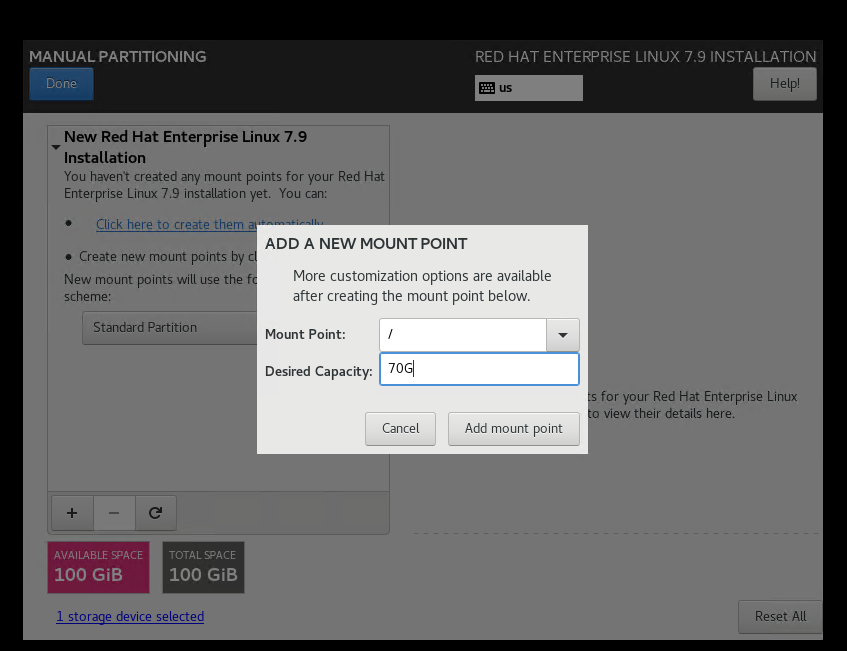 MANUAL PARTITIONING
RED HAT ENTERPRISE LINUX 7.9 INSTALLATION
Done
us
Help!
New Red Hat Enterprise Linux 7.9
Installation
You haven't created any mount points for your Red Hat
Enterprise Linux 7.9 installation yet. You can:
• Click here to create them automatically.
• Create new mount points by cl
New mount points will use the fo
scheme:
Standard Partition
ADD A NEW MOUNT POINT
More customization options are available
after creating the mount point below.
Mount Point:
/
Desired Capacity:
70G
Cancel
Add mount point
ts for your Red Hat Enterprise Linux
to view their details here.
+
−
AVAILABLE SPACE
100 GiB
TOTAL SPACE
100 GiB
1 storage device selected
Reset All